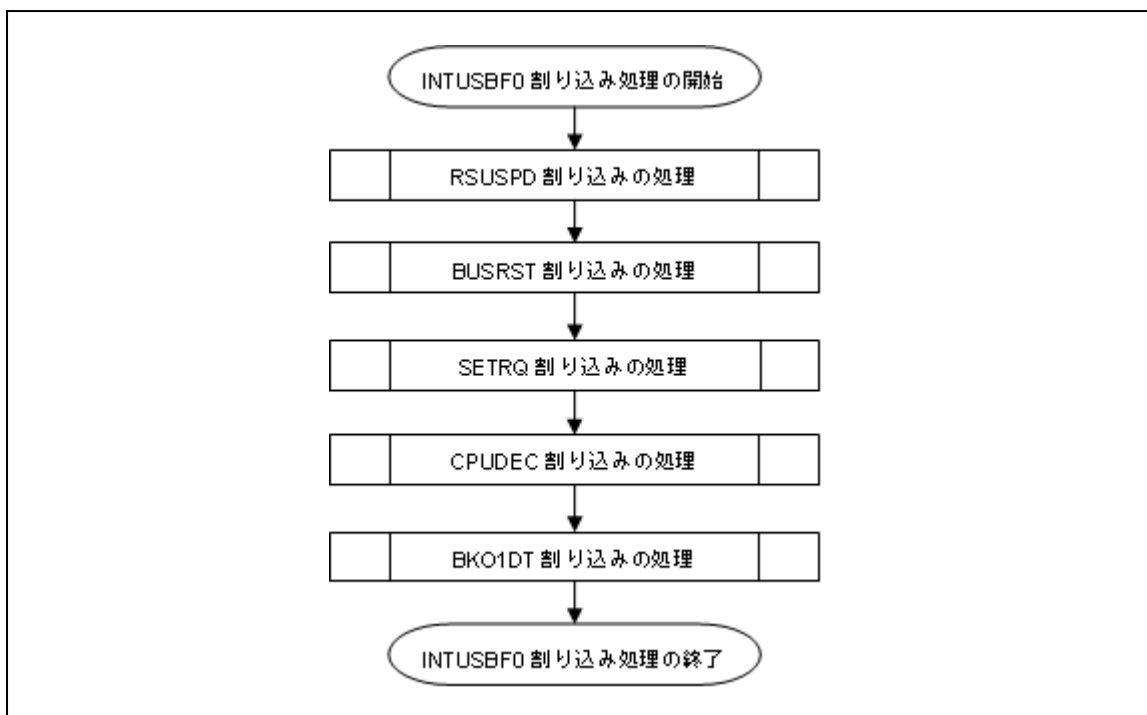 INTUSBF0 割り込み処理の開始
RSUSPD 割り込みの処理
BUSRST 割り込みの処理
SETRQ 割り込みの処理
CPUDEC 割り込みの処理
BKO1DT 割り込みの処理
INTUSBF0 割り込み処理の終了